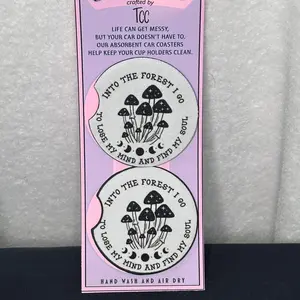 crafted by
TCC
LIFE CAN GET MESSY,
BUT YOUR CAR DOESN'T HAVE TO.
OUR ABSORBENT CAR COASTERS
HELP KEEP YOUR CUP HOLDERS CLEAN.
INTO THE FOREST I GO
TO LOSE MY MIND AND FIND MY SOUL
INTO THE FOREST I GO
TO LOSE MY MIND AND FIND MY SOUL
HAND WASH AND AIR DRY